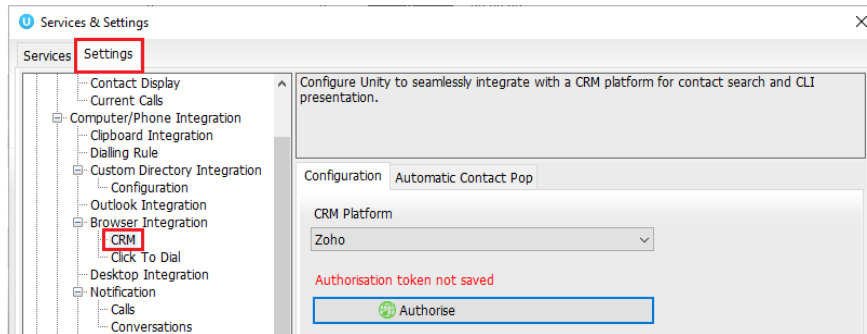 Services & Settings
Services
Settings
Contact Display
Current Calls
Computer/Phone Integration
Clipboard Integration
Dialling Rule
Custom Directory Integration
Configuration
Outlook Integration
Browser Integration
CRM
Click To Dial
Desktop Integration
Notification
Calls
Conversations
Configure Unity to seamlessly integrate with a CRM platform for contact search and CLI
presentation.
Configuration
Automatic Contact Pop
CRM Platform
Zoho
Authorisation token not saved
Authorise